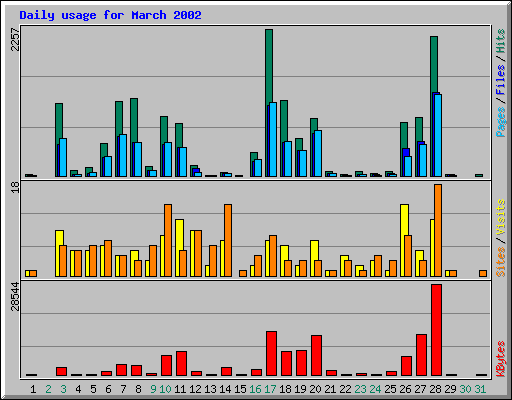 Daily usage for March 2002
2257
Pages/Files/Hits
18
Sites/Visits
28544
KBytes
1 2 3 4 5 6 7 8 9 10 11 12 13 14 15 16 17 18 19 20 21 22 23 24 25 26 27 28 29 30 31